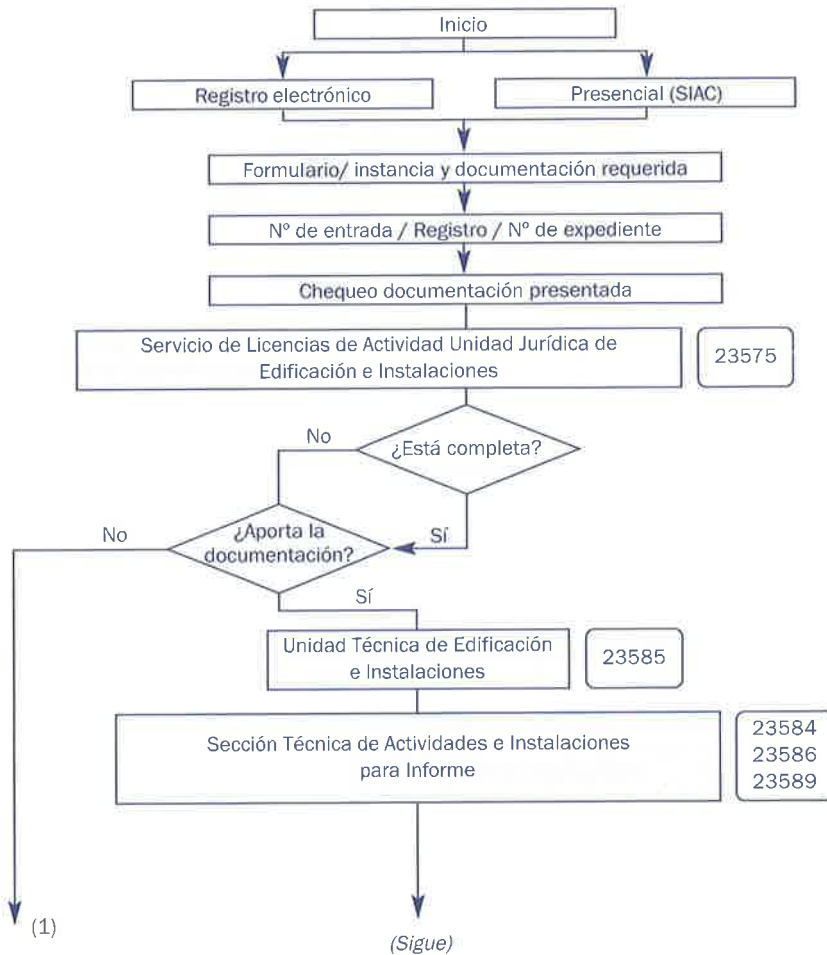 Inicio
Registro electrónico
Presencial (SIAC)
Formulario/ instancia y documentación requerida
Nº de entrada / Registro / Nº de expediente
Chequeo documentación presentada
Servicio de Licencias de Actividad Unidad Jurídica de
Edificación e Instalaciones
23575
No
¿Está completa?
No
¿Aporta la
documentación?
Sí
Sí
Unidad Técnica de Edificación
e Instalaciones
23585
Sección Técnica de Actividades e Instalaciones
para Informe
23584
23586
23589
(1)
(Sigue)